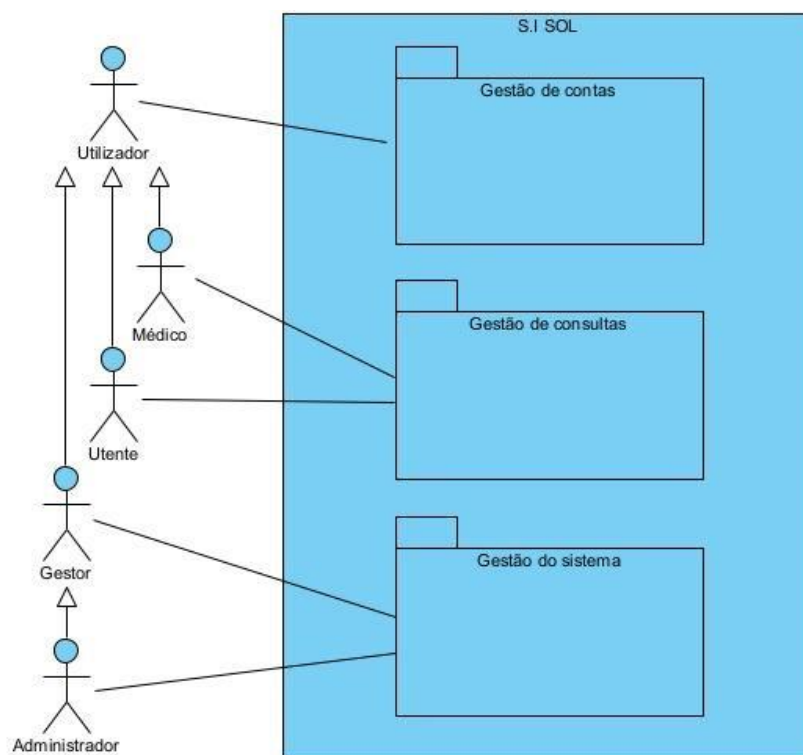 S.I SOL
Gestão de contas
Utilizador
Gestão de consultas
Médico
Utente
Gestão do sistema
Gestor
Administrador